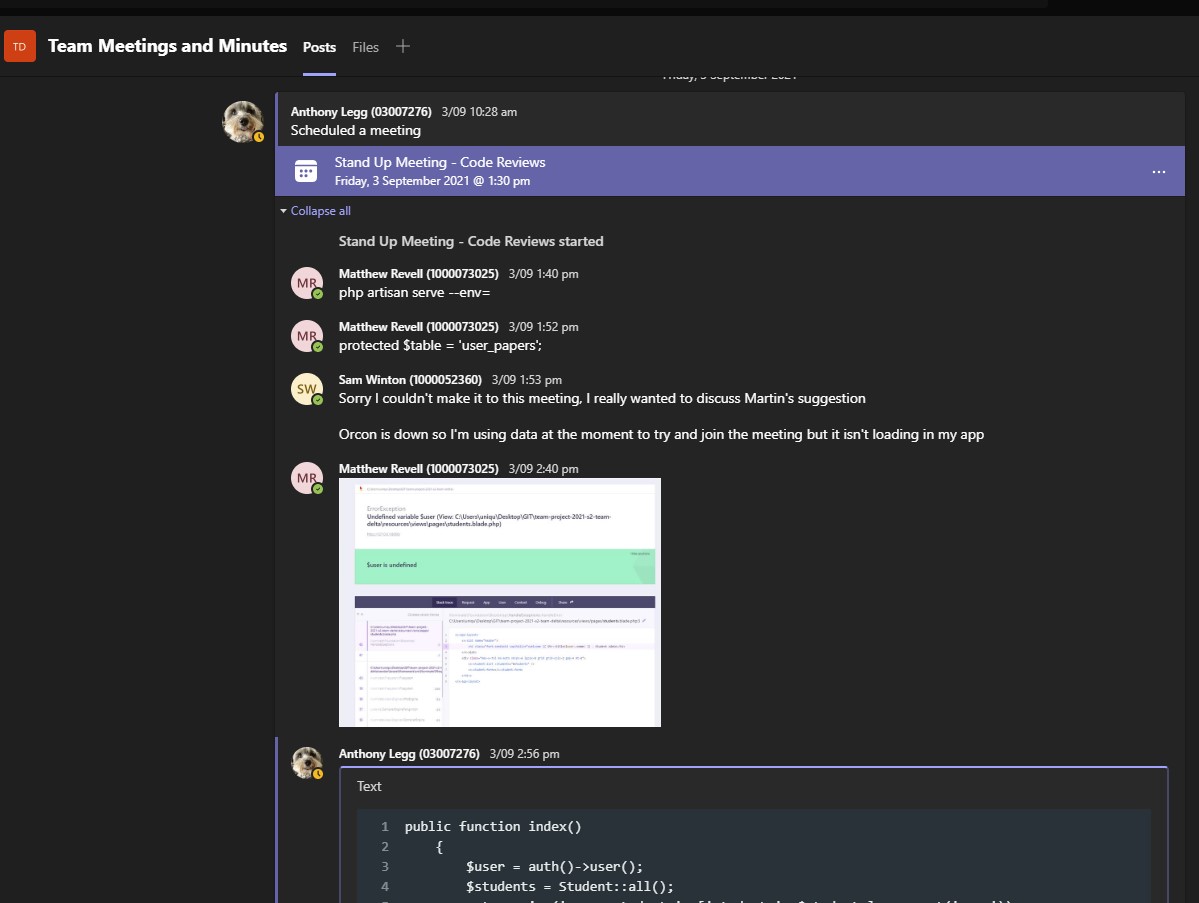 TD
Team Meetings and Minutes Posts Files
Friday, 3 September 2021
Anthony Legg (03007276) 3/09 10:28 am
Scheduled a meeting
Stand Up Meeting - Code Reviews
Friday, 3 September 2021 @ 1:30 pm
Collapse all
Stand Up Meeting - Code Reviews started
MR
Matthew Revell (1000073025) 3/09 1:40 pm
php artisan serve --env=
MR
Matthew Revell (1000073025) 3/09 1:52 pm
protected $table = 'user_papers';
SW
Sam Winton (1000052360) 3/09 1:53 pm
Sorry I couldn't make it to this meeting, I really wanted to discuss Martin's suggestion
Orcon is down so I'm using data at the moment to try and join the meeting but it isn't loading in my app
MR
Matthew Revell (1000073025) 3/09 2:40 pm
ErrorException
Undefined variable $user (View: C:\Users\uniqu\Desktop\GIT\team-project-2021-s2-team-
delta\resources\views\pages\students.blade.php)
$user is undefined
Anthony Legg (03007276) 3/09 2:56 pm
Text
1 public function index()
2 {
3 $user = auth()->user();
4 $students = Student::all();